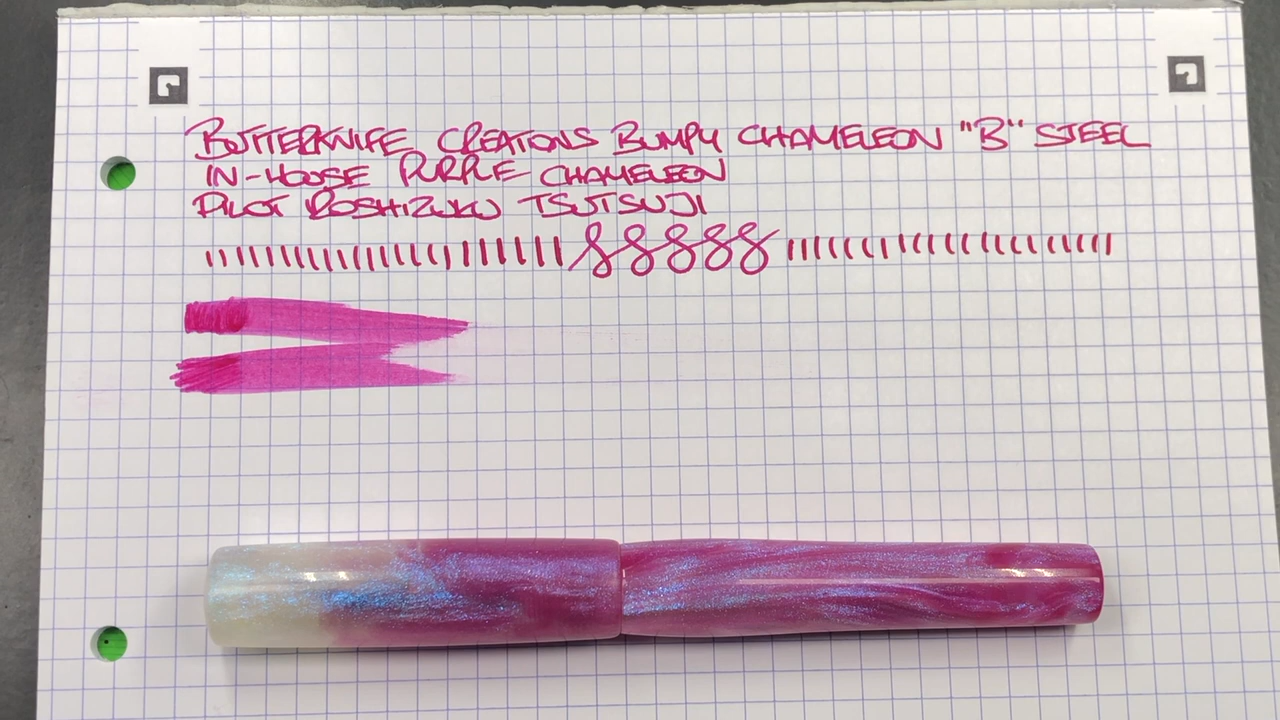 BUTTERKNIFE CREATIONS BUMPY CHAMELEON "B" STEEL
IN-HOUSE PURPLE CHAMELEON
PILOT IROSHIZUKU TSUTSUJI